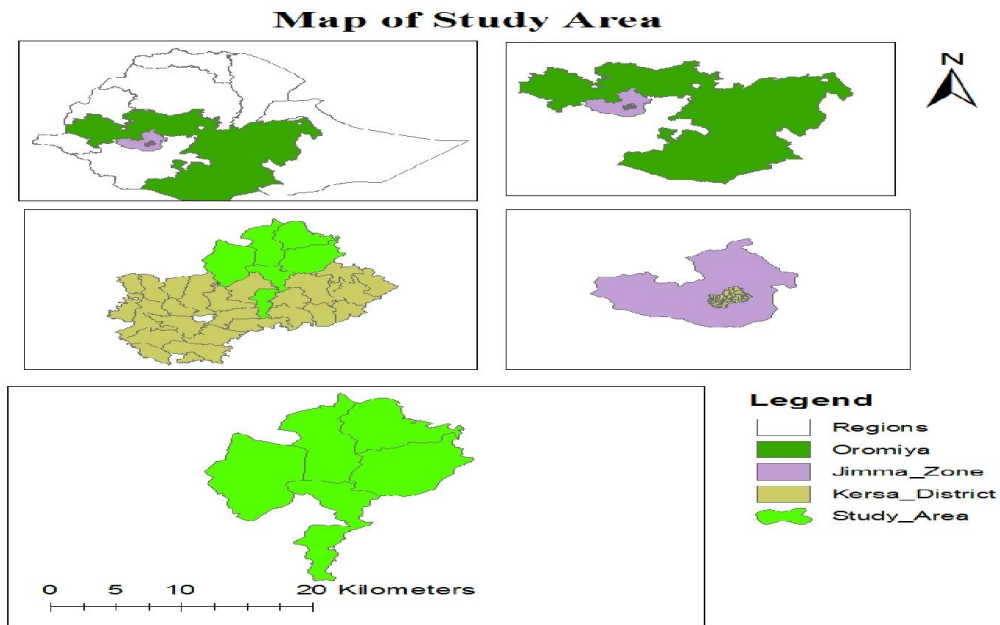 Map of Study Area
N
Legend
Regions
Oromiya
Jimma_Zone
Kersa_District
Study_Area
0 5 10 20 Kilometers